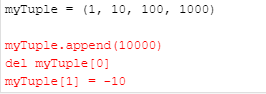 myTuple = (1, 10, 100, 1000)
myTuple.append(10000)
del myTuple[0]
myTuple[1] = -10